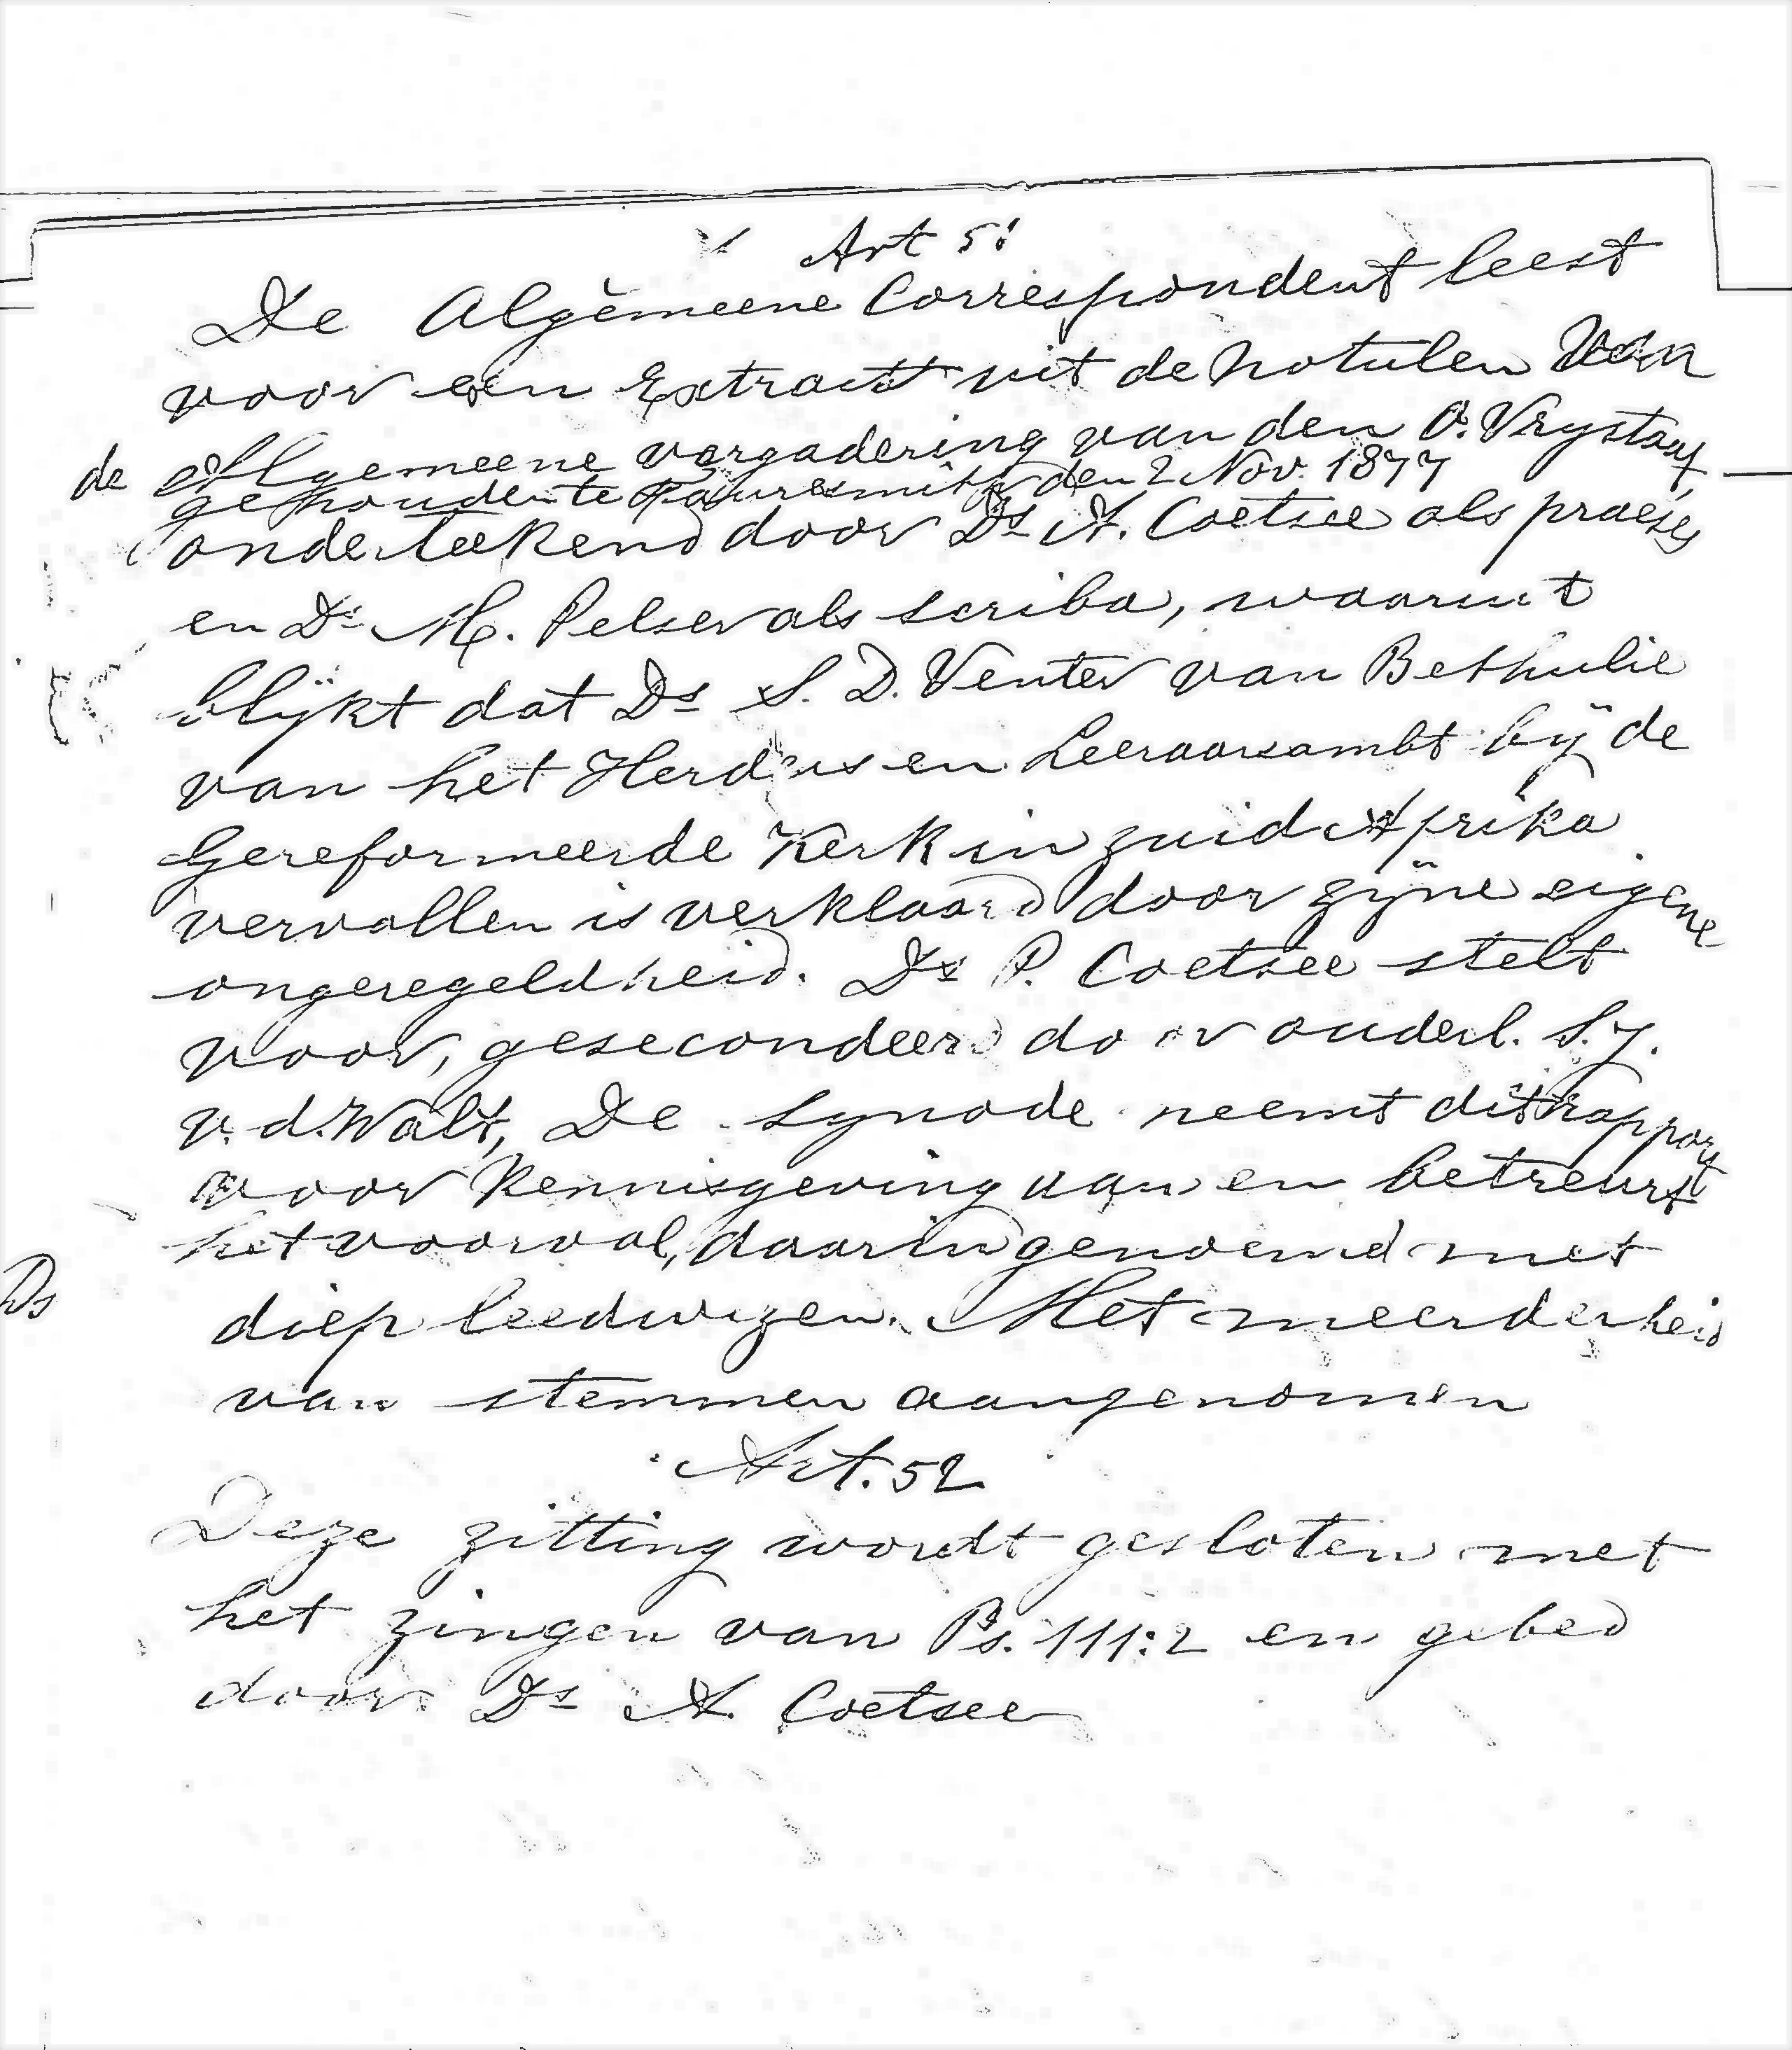 Art 51
De Algemeene Correspondent leest
voor een Extract uit de Notulen van
de Algemeene vergadering van den O. Vrystaat,
gehouden te Fauresmith den 2 Nov. 1877
onderteekend door Ds A. Coetsee als praeses
en Ds M. Pelser als scriba, waaruit
blijkt dat Ds S. D. Venter van Bethulie
van het Herders en Leeraarsambt bij de
Gereformeerde Kerk in zuid Afrika
vervallen is verklaard door zijne eigene
ongeregeldheid. Ds P. Coetsee stelt
voor, gesecondeerd door ouderl. S. J.
v. d. Walt, De synode neemt dit rapport
voor kennisgeving aan en betreurt
het voorval, daarin genoemd met
diep leedwezen. Met meerderheid
Ds
van stemmen aangenomen
Art. 52
Deze zitting wordt gesloten met
het zingen van Ps. 111:2 en gebed
door Ds A. Coetsee